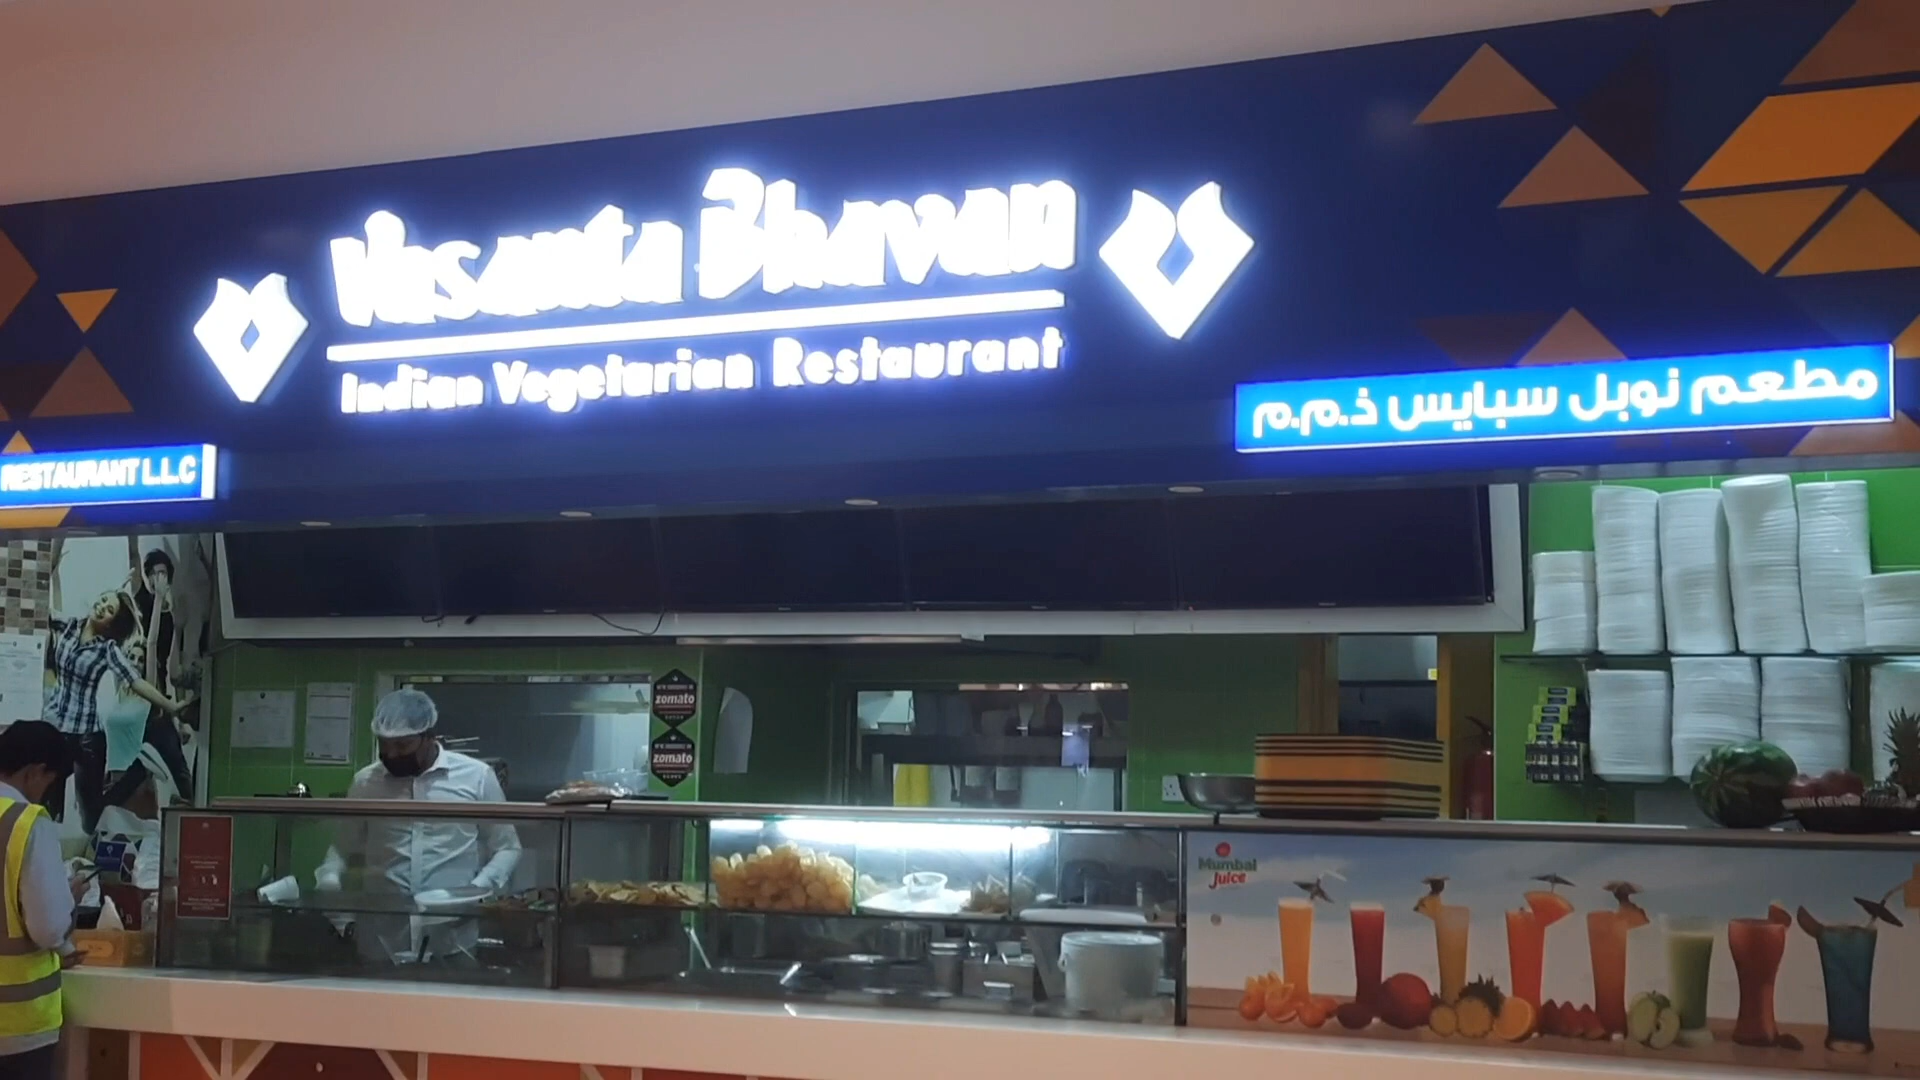 Vasanta Bhavan
Indian Vegetarian Restaurant
مطعم نوبل سبايس ذ.م.م
RESTAURANT L.L.C
zomato
zomato
Mumbai
Juice